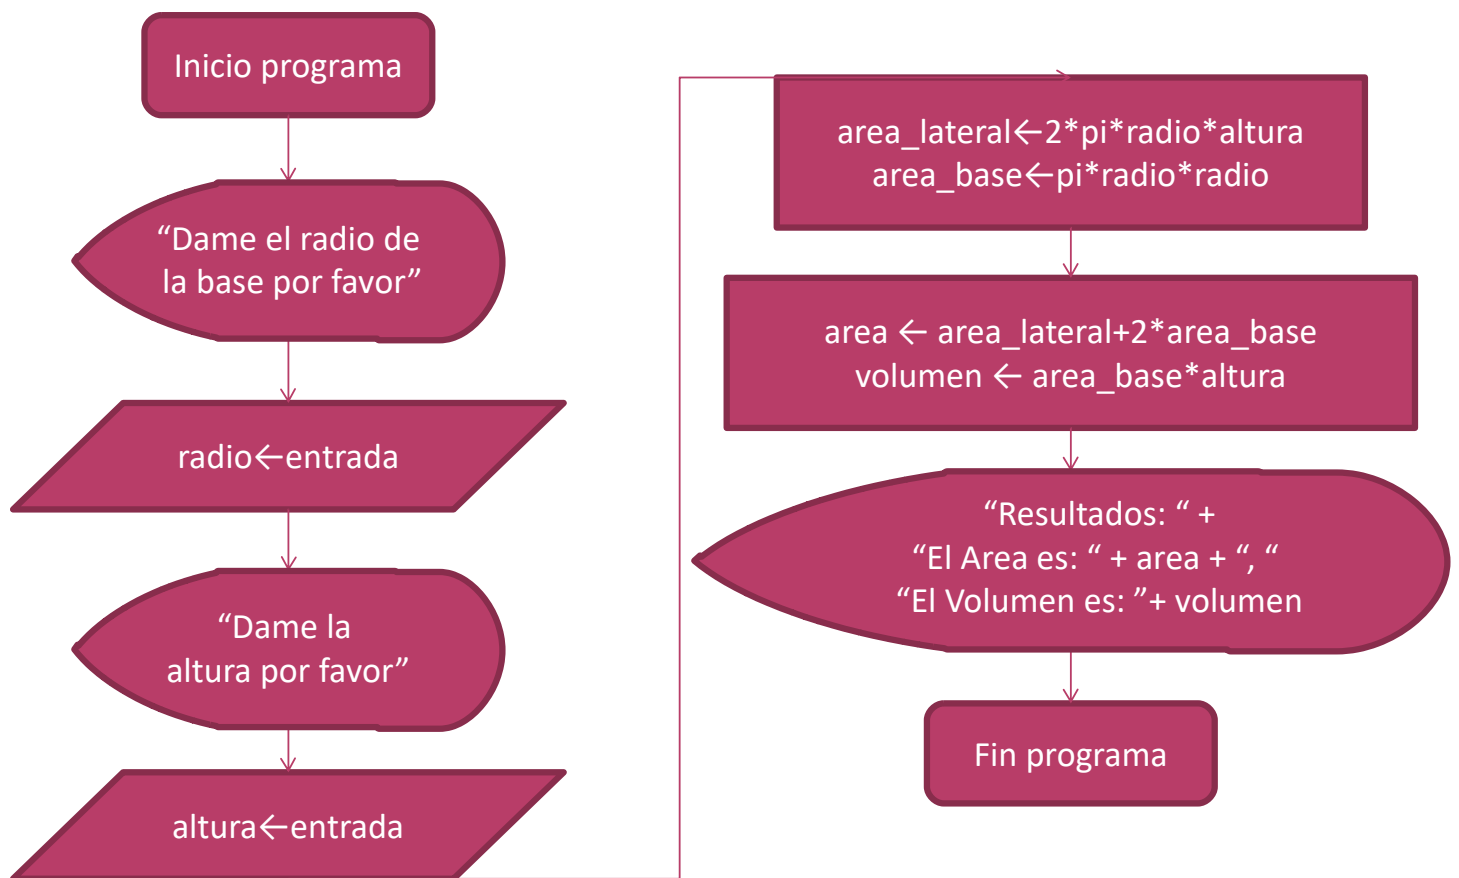 Inicio programa
“Dame el radio de
la base por favor”
radio←entrada
“Dame la
altura por favor”
altura←entrada
area_lateral←2*pi*radio*altura
area_base←pi*radio*radio
area ← area_lateral+2*area_base
volumen ← area_base*altura
“Resultados: “ +
“El Area es: “ + area + “, “
“El Volumen es: ”+ volumen
Fin programa